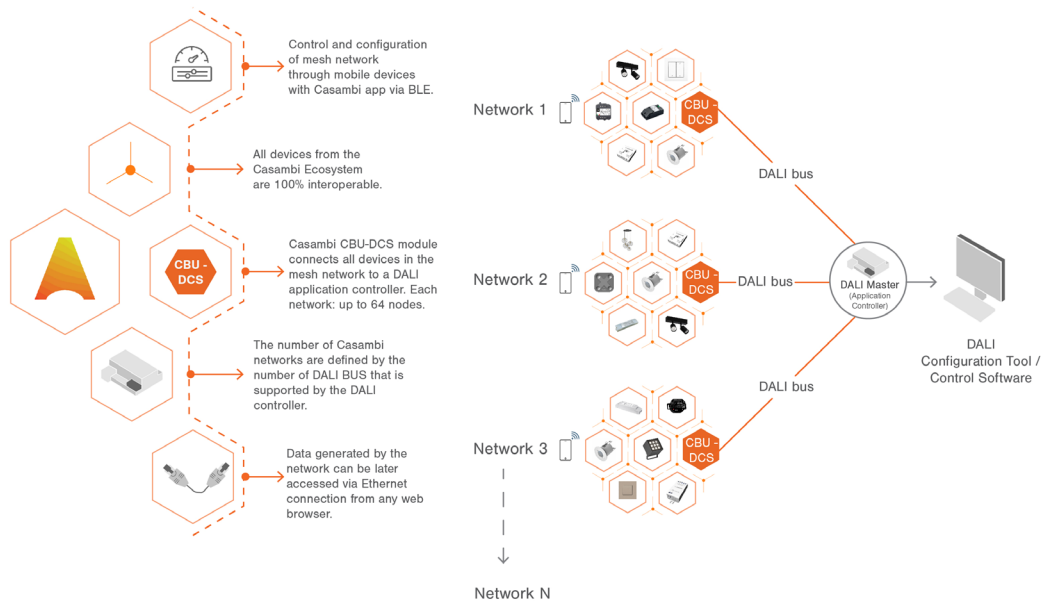 Control and configuration
of mesh network
through mobile devices
with Casambi app via BLE.
All devices from the
Casambi Ecosystem
are 100% interoperable.
CBU -
DCS
Casambi CBU-DCS module
connects all devices in the
mesh network to a DALI
application controller. Each
network: up to 64 nodes.
The number of Casambi
networks are defined by the
number of DALI BUS that is
supported by the DALI
controller.
Data generated by the
network can be later
accessed via Ethernet
connection from any web
browser.
Network 1
CBU -
DCS
DALI bus
Network 2
CBU -
DCS
DALI bus
DALI Master
(Application
Controller)
DALI
Configuration Tool /
Control Software
DALI bus
Network 3
CBU -
DCS
Network N